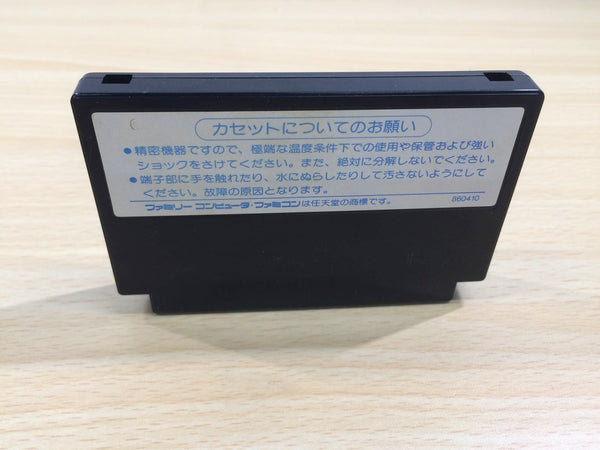 カセットについてのお願い
●精密機器ですので、極端な温度条件下での使用や保管および強い
ショックをさけてください。また、絶対に分解しないでください。
●端子部に手を触れたり、水にぬらしたりして汚さないようにして
ください。故障の原因となります。
ファミリー コンピュータ・ファミコンは任天堂の商標です。
860410